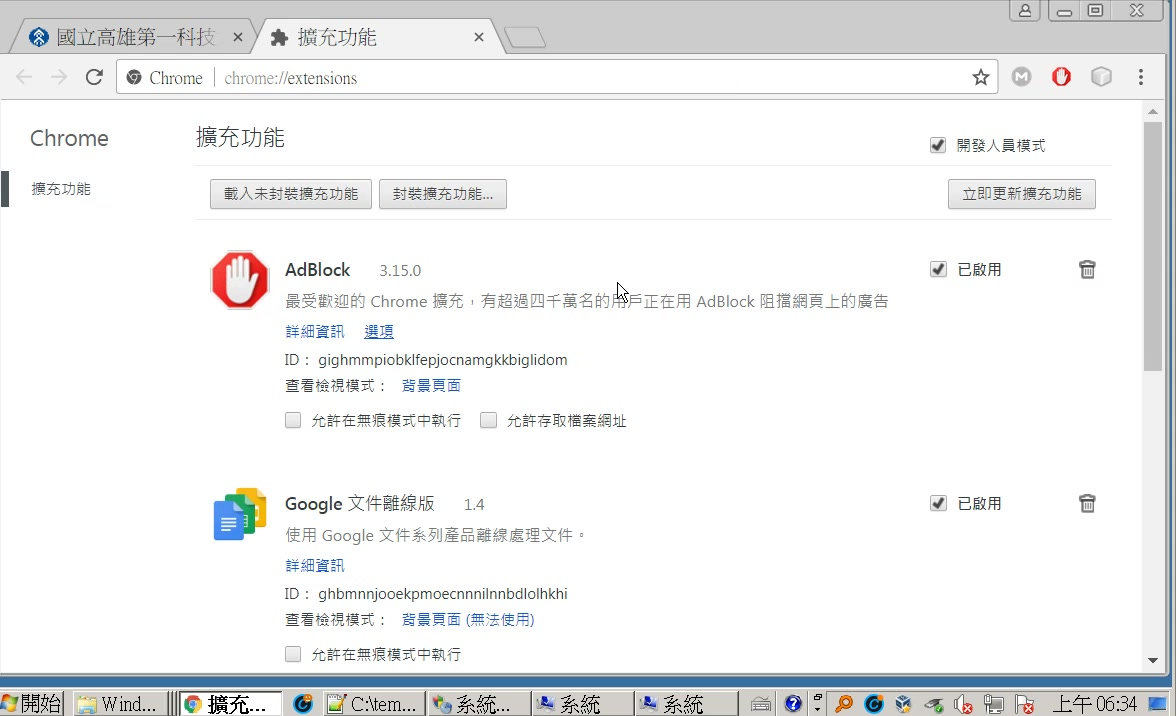 國立高雄第一科技
擴充功能
Chrome
chrome://extensions
Chrome
擴充功能
擴充功能
開發人員模式
載入未封裝擴充功能
封裝擴充功能...
立即更新擴充功能
AdBlock 3.15.0
已啟用
最受歡迎的 Chrome 擴充，有超過四千萬名的用戶正在用 AdBlock 阻擋網頁上的廣告
詳細資訊 選項
ID： gighmmpiobklfepjocnamgkkbiglidom
查看檢視模式： 背景頁面
允許在無痕模式中執行 允許存取檔案網址
Google 文件離線版 1.4
已啟用
使用 Google 文件系列產品離線處理文件。
詳細資訊
ID： ghbmnnjooekpmoecnnnilnnbdlolhkhi
查看檢視模式： 背景頁面 (無法使用)
允許在無痕模式中執行
開始
Wind...
擴充...
C:\tem...
系統...
系統
系統
上午 06:34